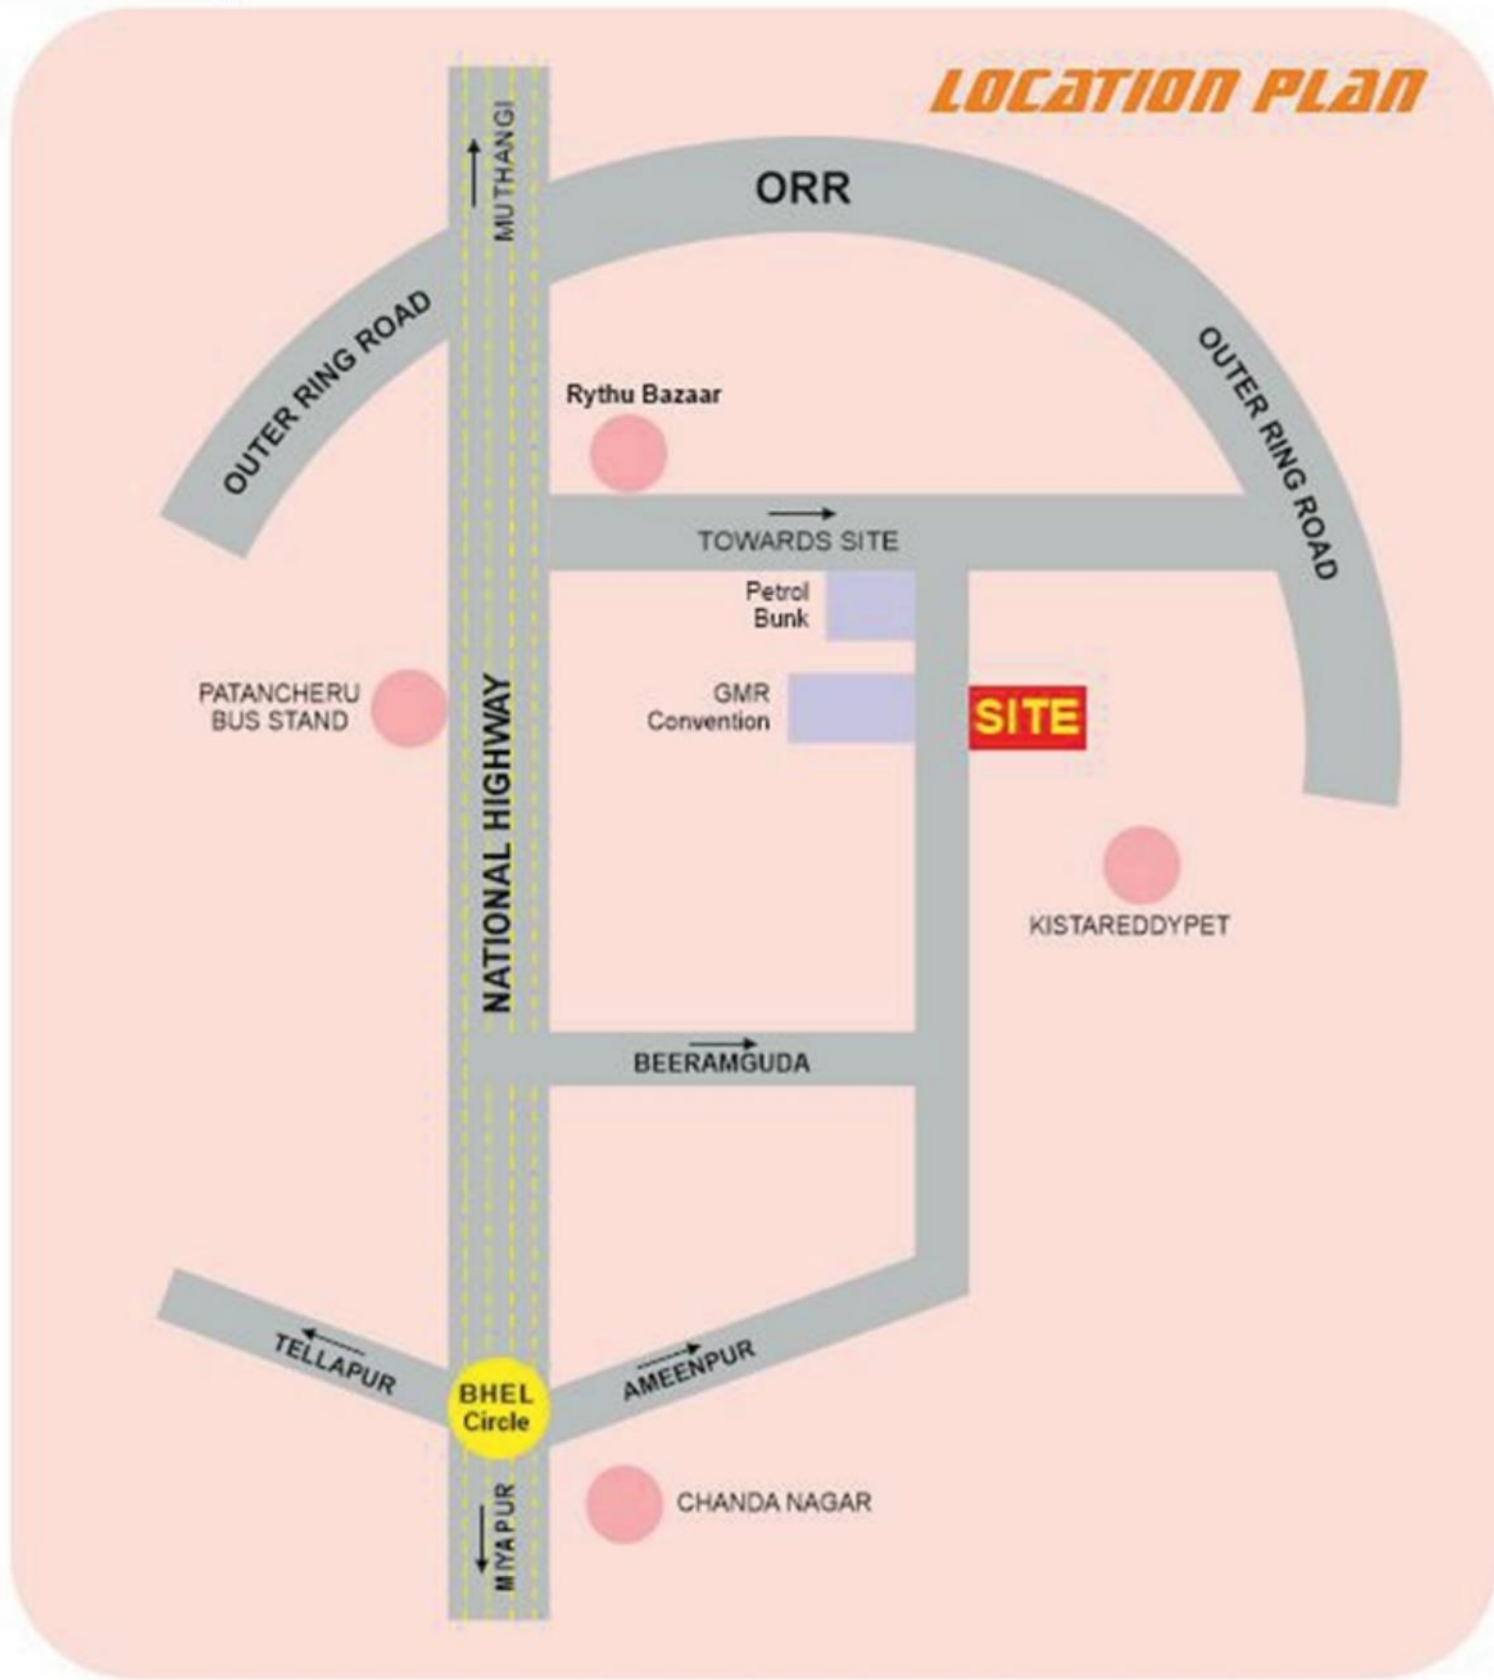 LOCATION PLAN
MUTHANGI
ORR
OUTER RING ROAD
OUTER RING ROAD
Rythu Bazaar
TOWARDS SITE
Petrol
Bunk
PATANCHERU
BUS STAND
NATIONAL HIGHWAY
GMR
Convention
SITE
KISTAREDDYPET
BEERAMGUDA
TELLAPUR
BHEL
Circle
AMEENPUR
MIYAPUR
CHANDA NAGAR